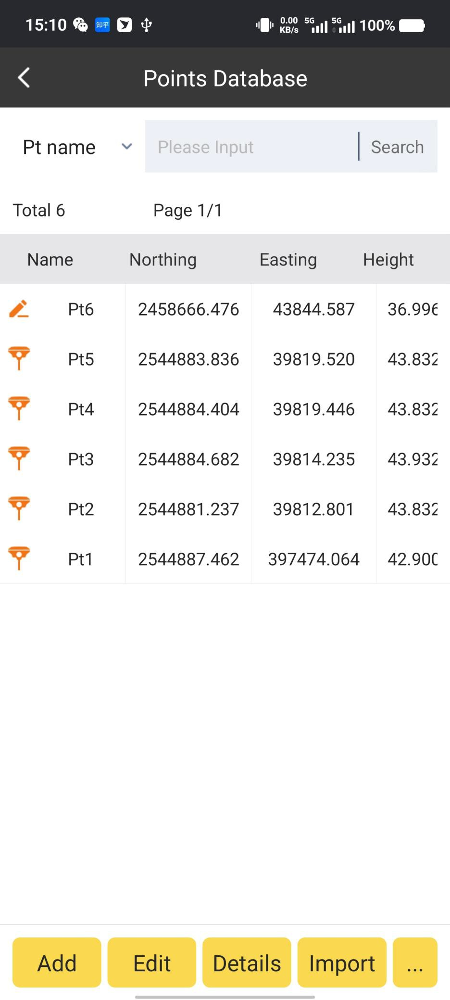 15:10 知乎 0.00 KB/s 5G 5G 100%
Points Database
Pt name Please Input Search
Total 6 Page 1/1
Name Northing Easting Height
Pt6 2458666.476 43844.587 36.996
Pt5 2544883.836 39819.520 43.832
Pt4 2544884.404 39819.446 43.832
Pt3 2544884.682 39814.235 43.932
Pt2 2544881.237 39812.801 43.832
Pt1 2544887.462 397474.064 42.900
Add Edit Details Import ...